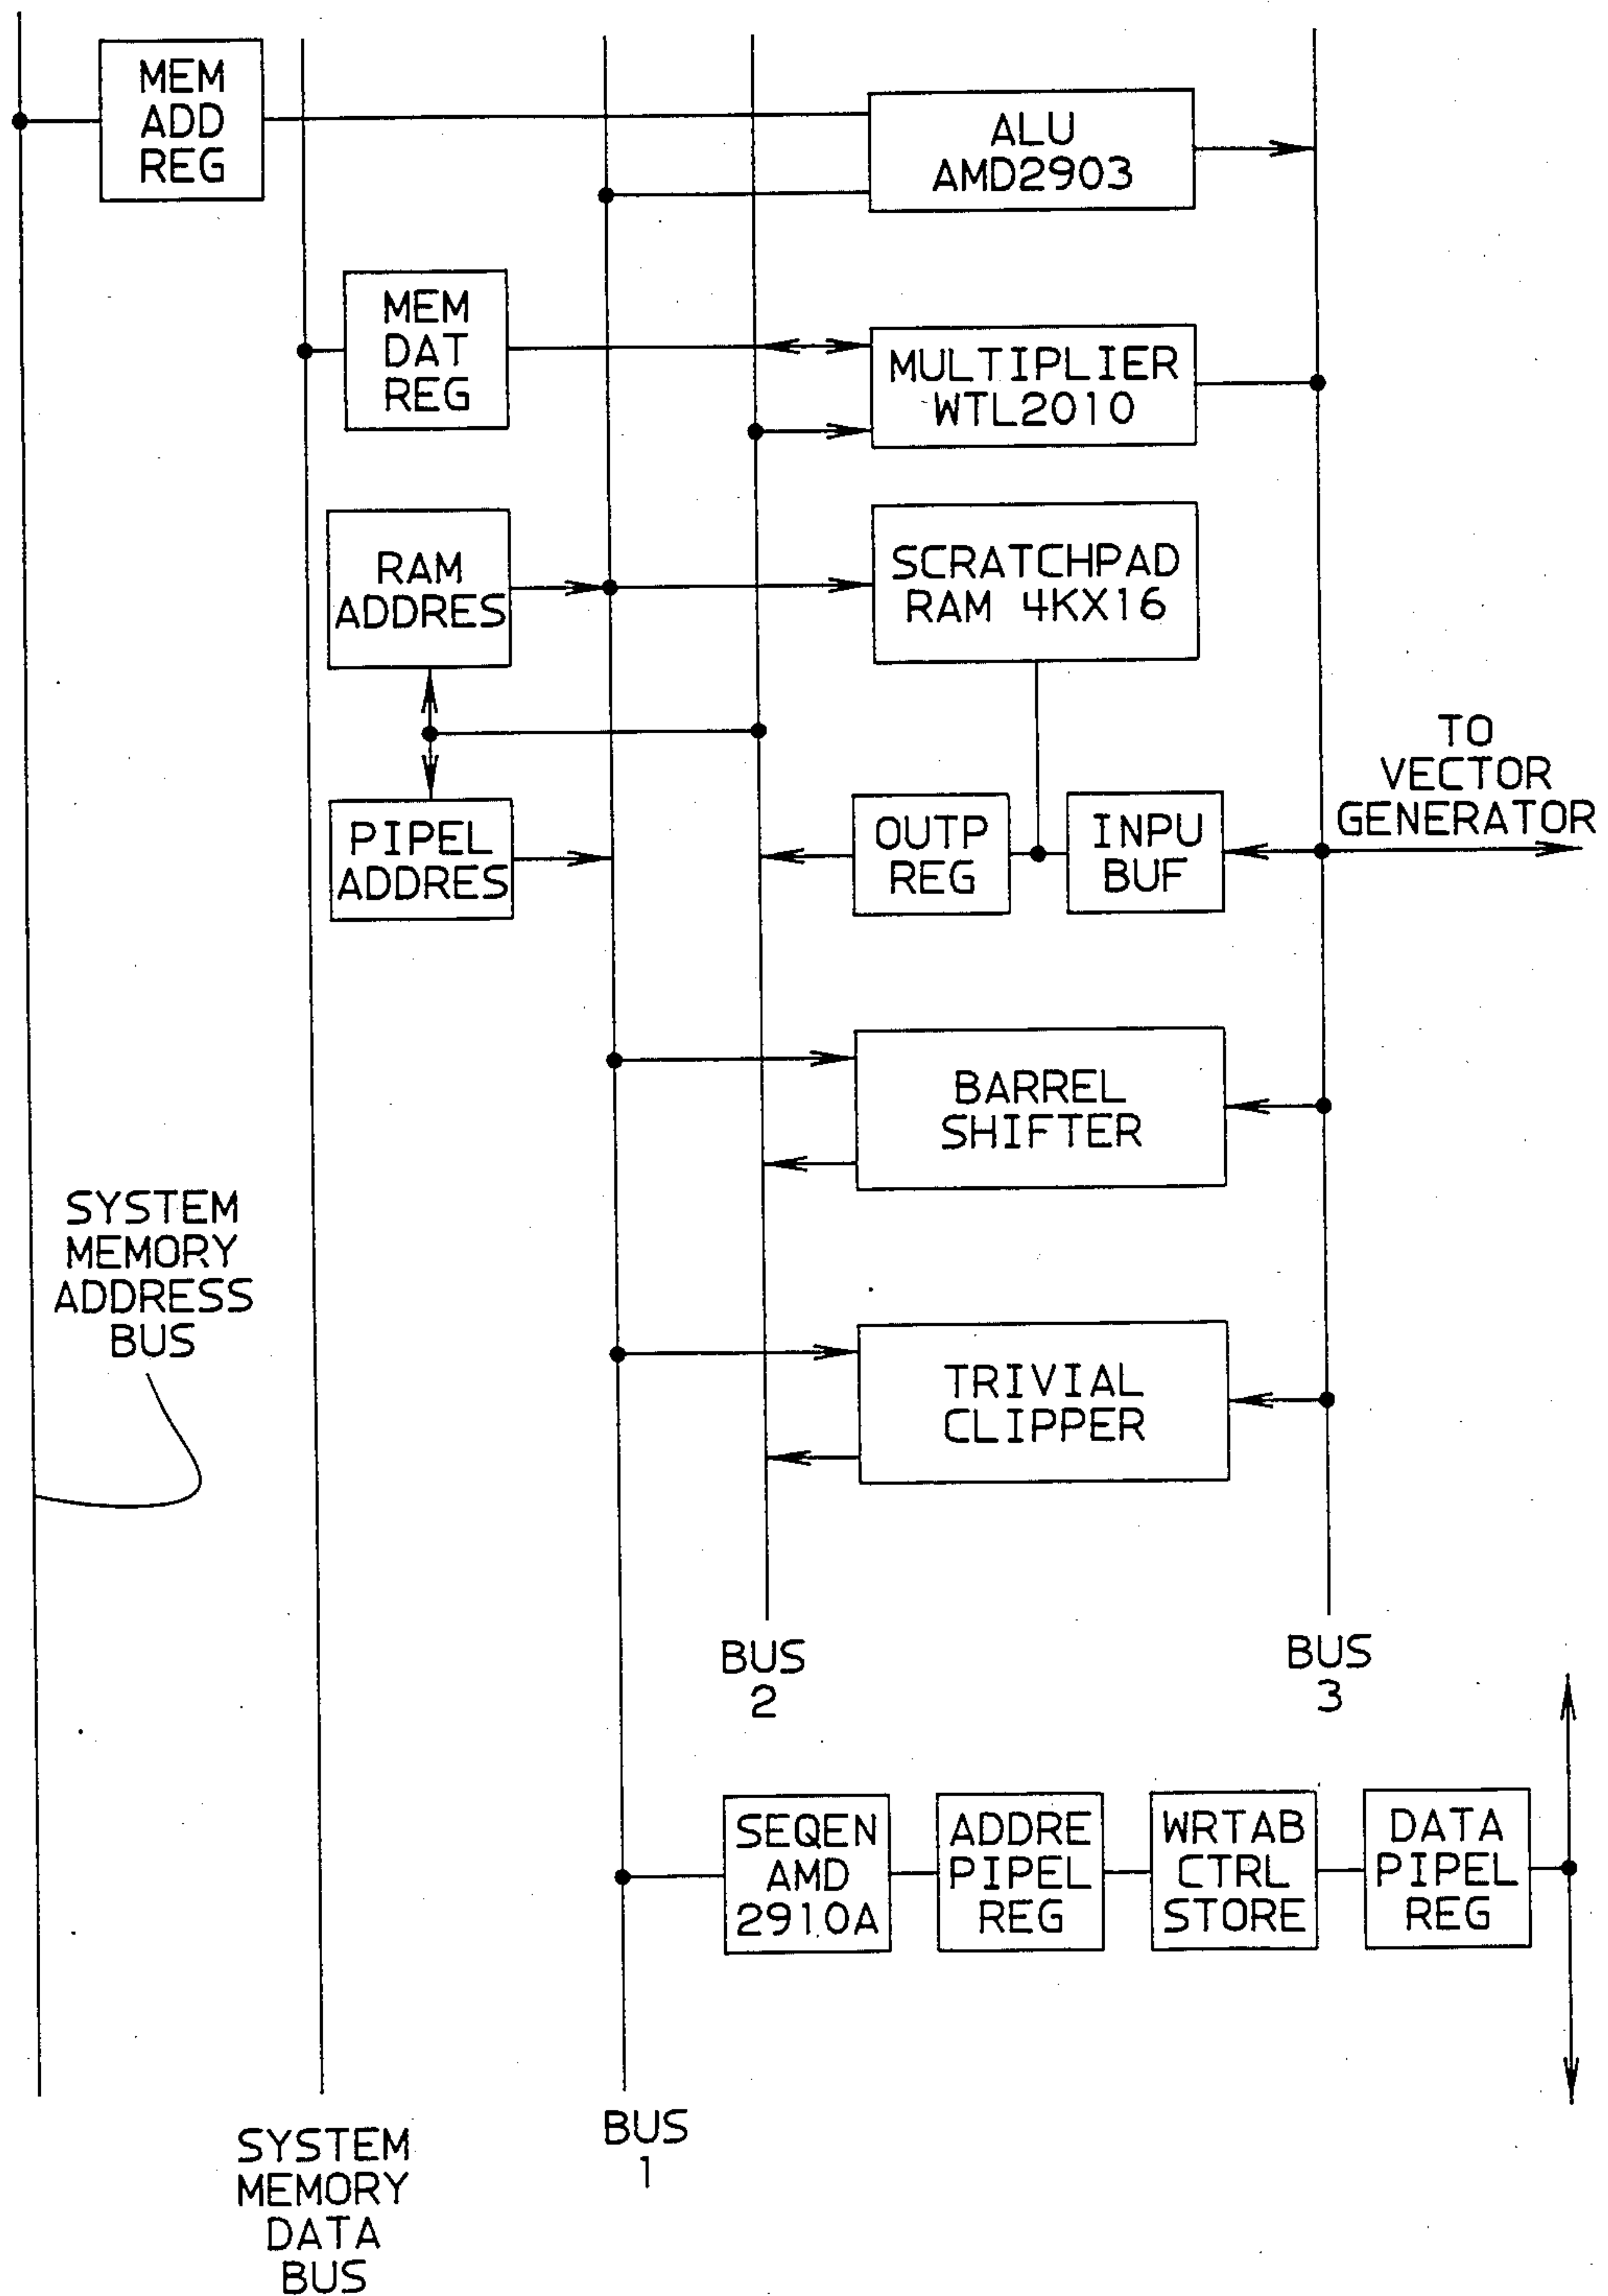 MEM
ADD
REG
ALU
AMD2903
MEM
DAT
REG
MULTIPLIER
WTL2010
RAM
ADDRES
SCRATCHPAD
RAM 4KX16
TO
VECTOR
GENERATOR
PIPEL
ADDRES
OUTP
REG
INPU
BUF
BARREL
SHIFTER
SYSTEM
MEMORY
ADDRESS
BUS
TRIVIAL
CLIPPER
BUS
2
BUS
3
SEQEN
AMD
2910A
ADDRE
PIPEL
REG
WRTAB
CTRL
STORE
DATA
PIPEL
REG
BUS
1
SYSTEM
MEMORY
DATA
BUS